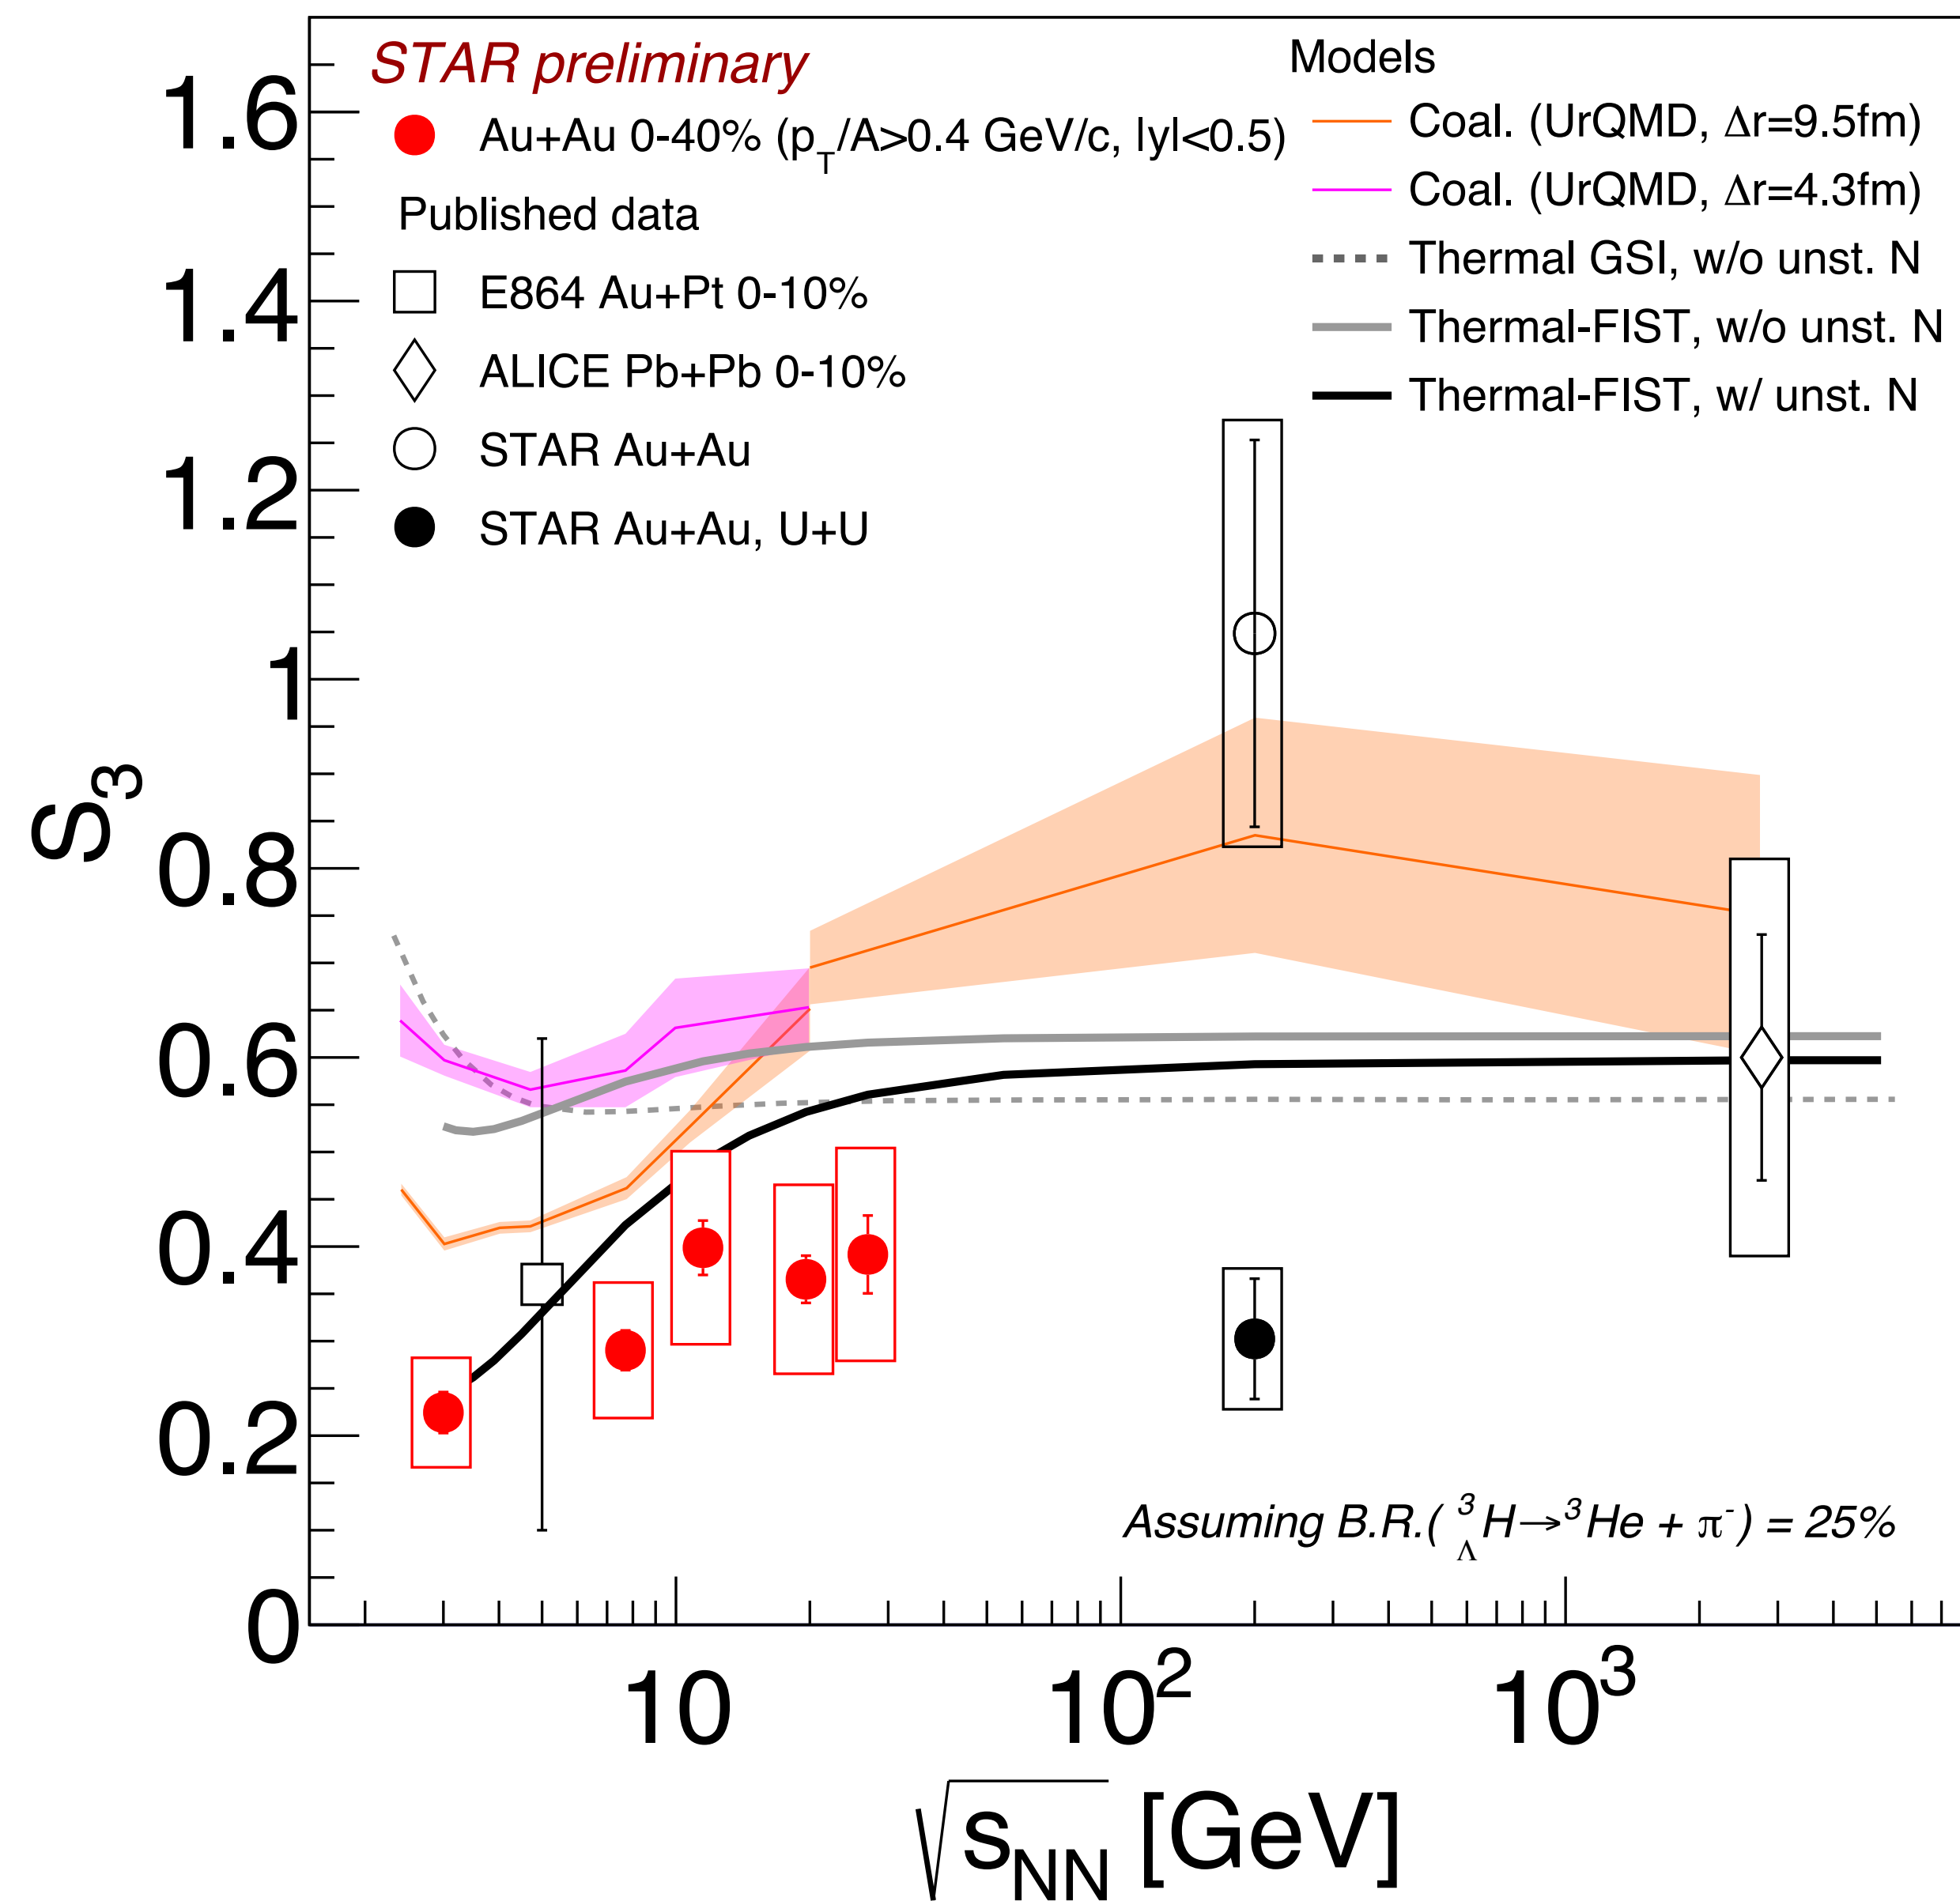 STAR preliminary
Au+Au 0-40% (pT/A>0.4 GeV/c, |y|<0.5)
Published data
E864 Au+Pt 0-10%
ALICE Pb+Pb 0-10%
STAR Au+Au
STAR Au+Au, U+U
Models
Coal. (UrQMD, Δr=9.5fm)
Coal. (UrQMD, Δr=4.3fm)
Thermal GSI, w/o unst. N
Thermal-FIST, w/o unst. N
Thermal-FIST, w/ unst. N
1.6
1.4
1.2
1
0.8
0.6
0.4
0.2
0
S₃
Assuming B.R.(³ΛH→³He + π⁻) = 25%
10
10²
10³
√sNN [GeV]